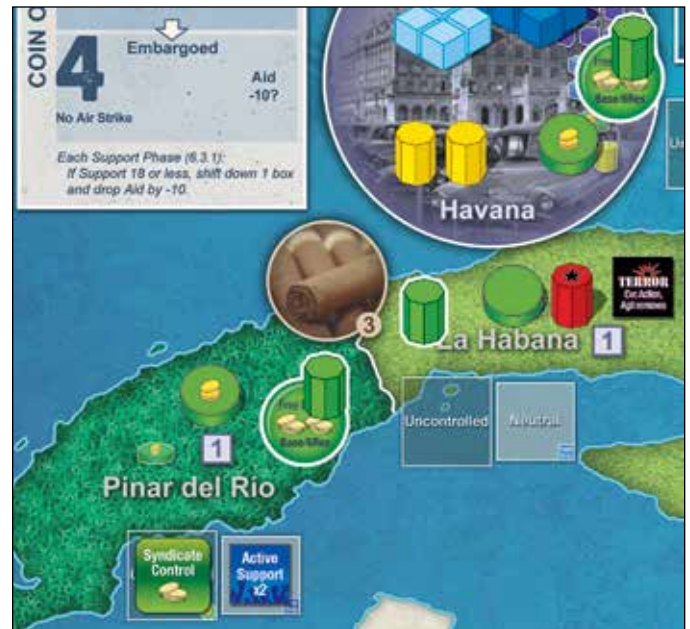 COIN O
Embargoed
4
Aid
-10?
No Air Strike
Each Support Phase (6.3.1):
If Support 18 or less, shift down 1 box
and drop Aid by -10.
Havana
3
TERROR
La Habana
1
Uncontrolled
Neutral
1
Pinar del Río
Syndicate
Control
Active
Support
x2